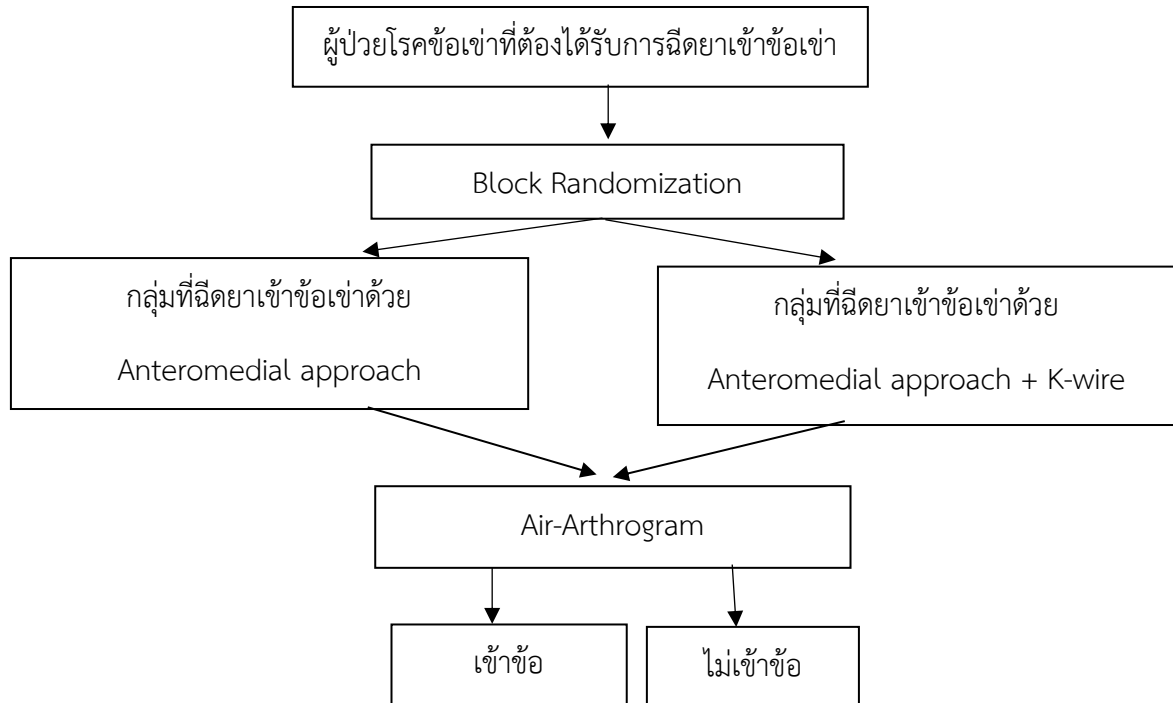 ผู้ป่วยโรคข้อเข่าที่ต้องได้รับการฉีดยาเข้าข้อเข่า
Block Randomization
กลุ่มที่ฉีดยาเข้าข้อเข่าด้วย
Anteromedial approach
กลุ่มที่ฉีดยาเข้าข้อเข่าด้วย
Anteromedial approach + K-wire
Air-Arthrogram
เข้าข้อ
ไม่เข้าข้อ